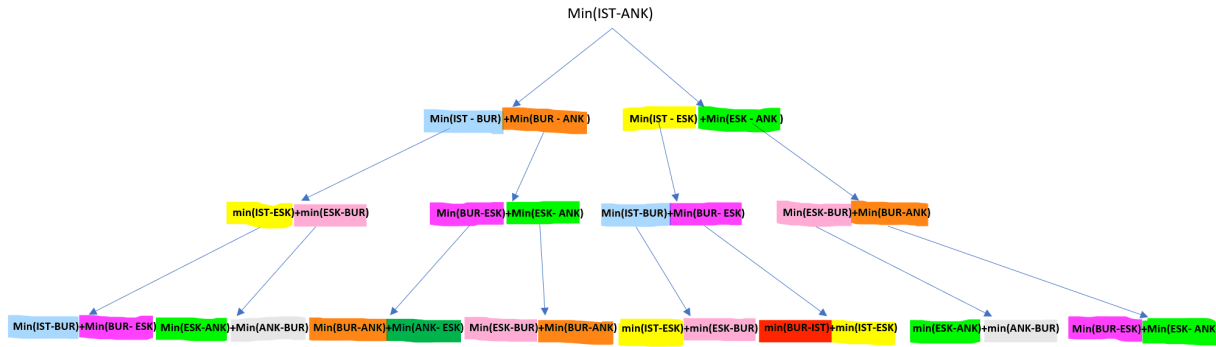 Min(IST-ANK)
Min(IST - BUR) +Min(BUR - ANK ) Min(IST - ESK) +Min(ESK - ANK )
min(IST-ESK)+min(ESK-BUR) Min(BUR-ESK)+Min(ESK- ANK) Min(IST-BUR)+Min(BUR- ESK) Min(ESK-BUR)+Min(BUR-ANK)
Min(IST-BUR)+Min(BUR- ESK) Min(ESK-ANK)+Min(ANK-BUR) Min(BUR-ANK)+Min(ANK-ESK) Min(ESK-BUR)+Min(BUR-ANK) min(IST-ESK)+min(ESK-BUR) min(BUR-IST)+min(IST-ESK) min(ESK-ANK)+min(ANK-BUR) Min(BUR-ESK)+Min(ESK- ANK)